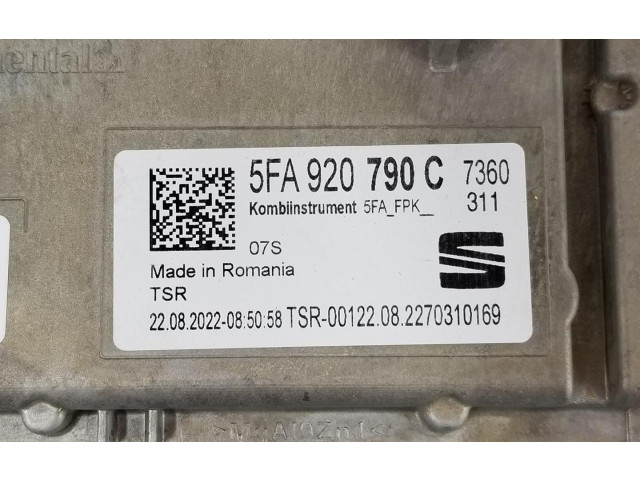 5FA 920 790 C 7360
Kombiinstrument 5FA_FPK__ 311
07S
Made in Romania
TSR
22.08.2022-08:50:58 TSR-00122.08.2270310169
>MgAl9Zn1<